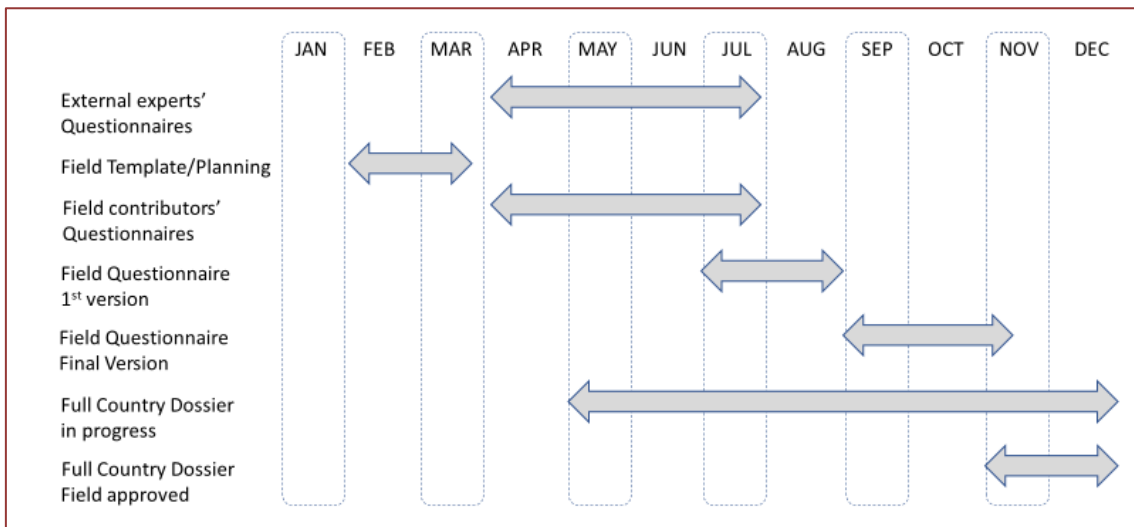 JAN FEB MAR APR MAY JUN JUL AUG SEP OCT NOV DEC
External experts’
Questionnaires
Field Template/Planning
Field contributors’
Questionnaires
Field Questionnaire
1st version
Field Questionnaire
Final Version
Full Country Dossier
in progress
Full Country Dossier
Field approved